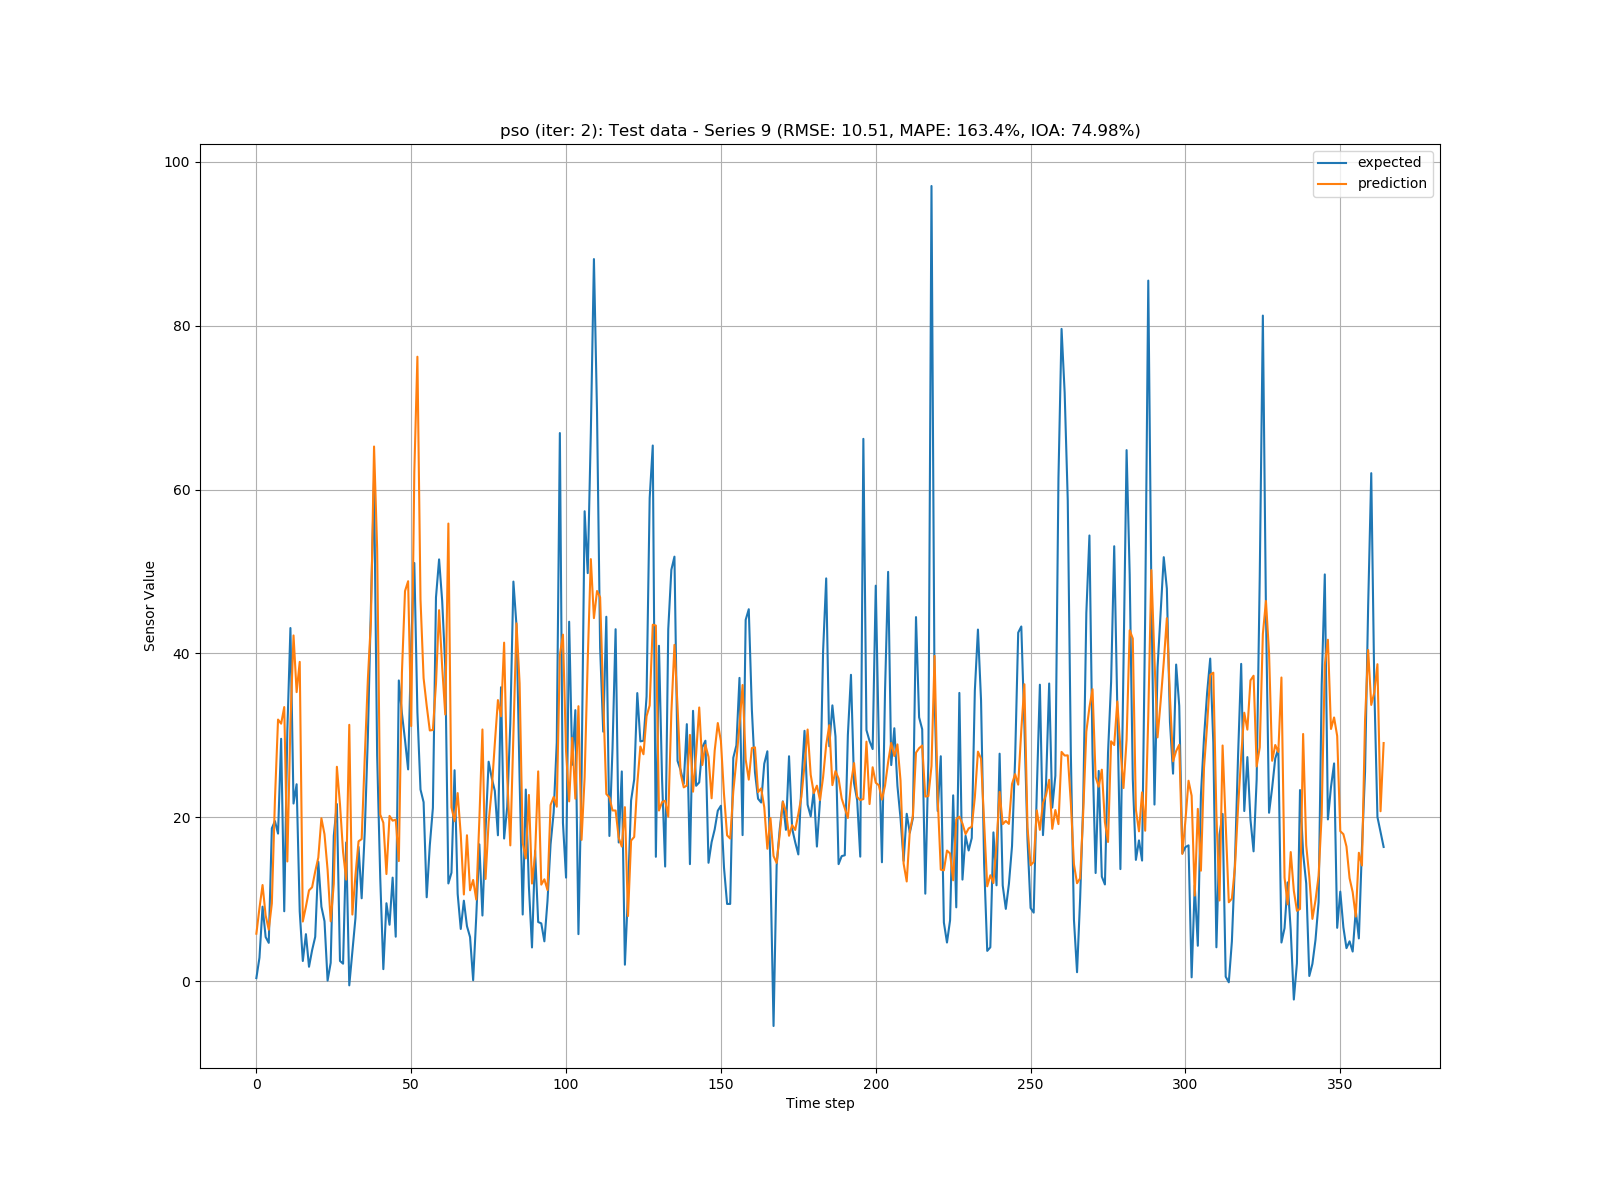 pso (iter: 2): Test data - Series 9 (RMSE: 10.51, MAPE: 163.4%, IOA: 74.98%)
expected
prediction
100
80
60
40
20
0
Sensor Value
0 50 100 150 200 250 300 350
Time step